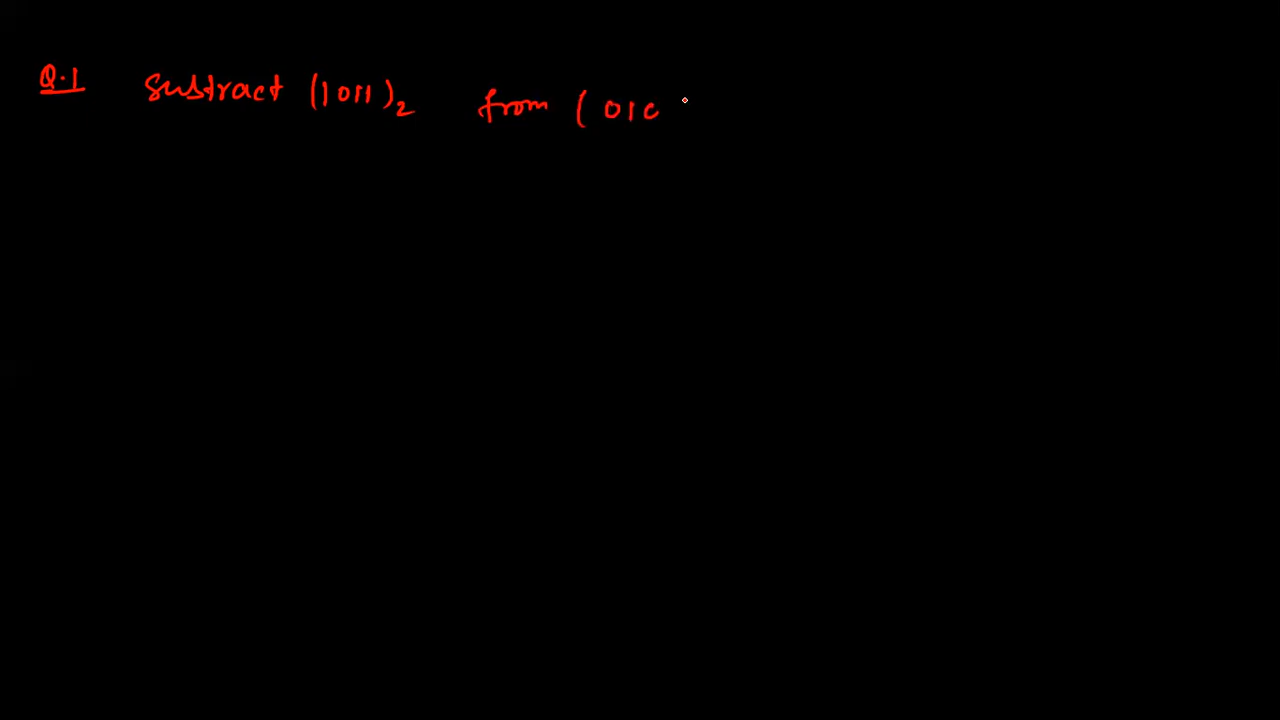 Q.1 Subtract (1011)₂ from ( 01c